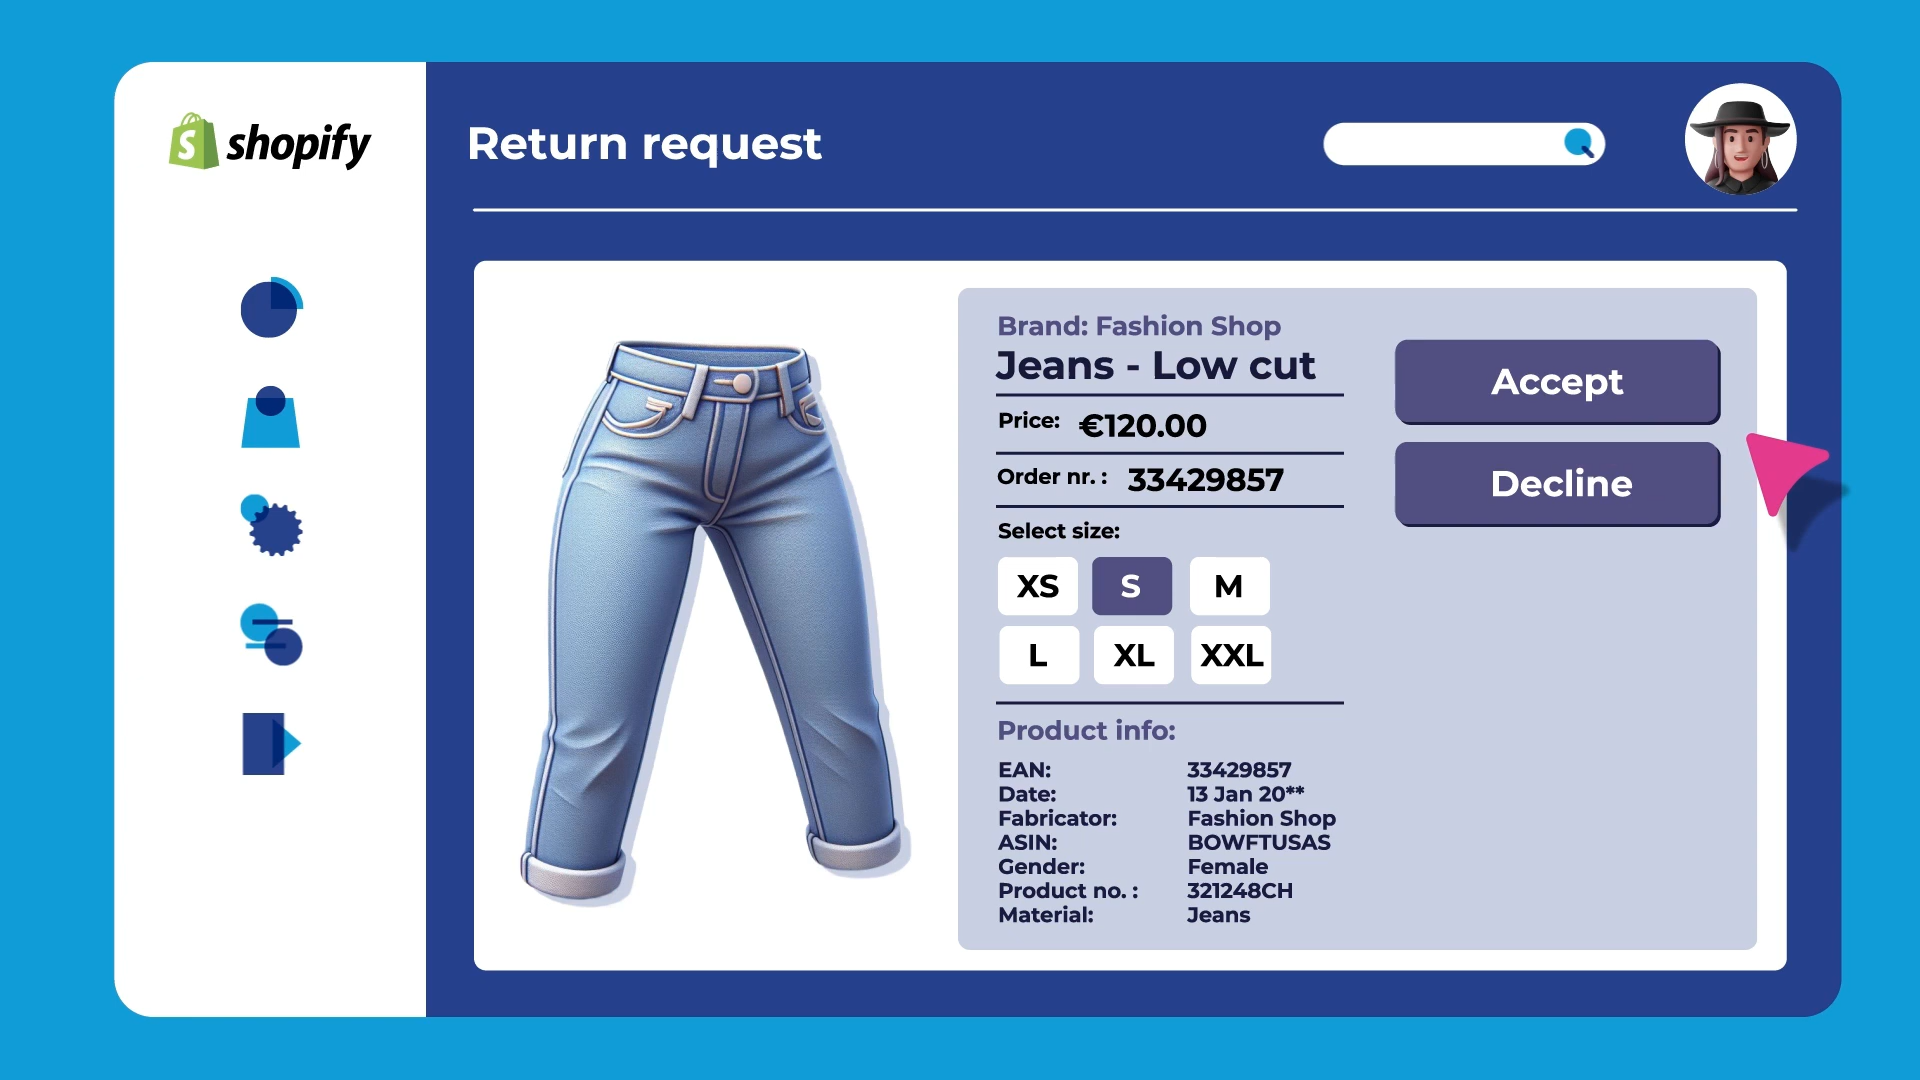 shopify
Return request
Brand: Fashion Shop
Jeans - Low cut
Price: €120.00
Order nr. : 33429857
Select size:
XS S M
L XL XXL
Product info:
EAN: 33429857
Date: 13 Jan 20**
Fabricator: Fashion Shop
ASIN: BOWFTUSAS
Gender: Female
Product no. : 321248CH
Material: Jeans
Accept
Decline